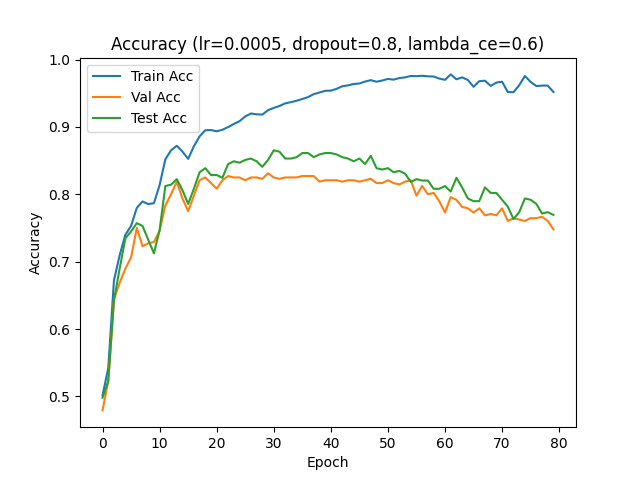 Accuracy (lr=0.0005, dropout=0.8, lambda_ce=0.6)
Train Acc
Val Acc
Test Acc
1.0
0.9
0.8
0.7
0.6
0.5
Accuracy
0 10 20 30 40 50 60 70 80
Epoch